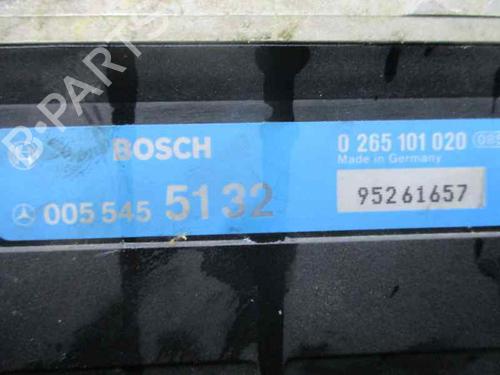 BOSCH
0 265 101 020
Made in Germany
005 545 5132
95261657
B-PARTS